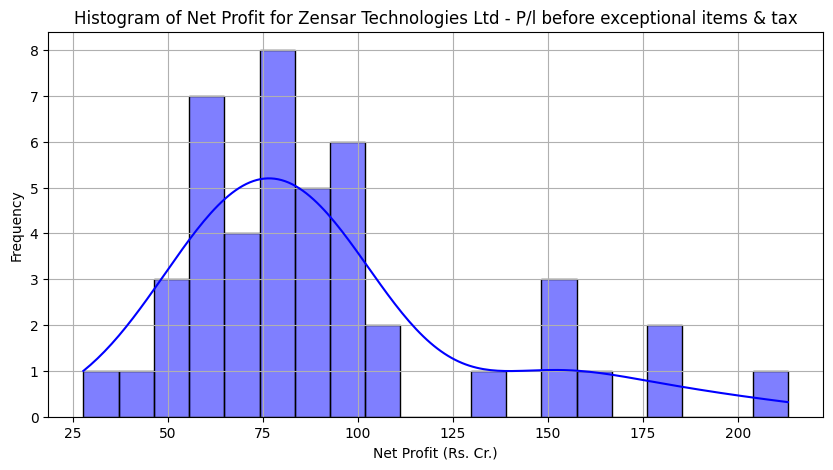 Histogram of Net Profit for Zensar Technologies Ltd - P/l before exceptional items & tax
8
7
6
5
4
3
2
1
0
Frequency
25 50 75 100 125 150 175 200
Net Profit (Rs. Cr.)